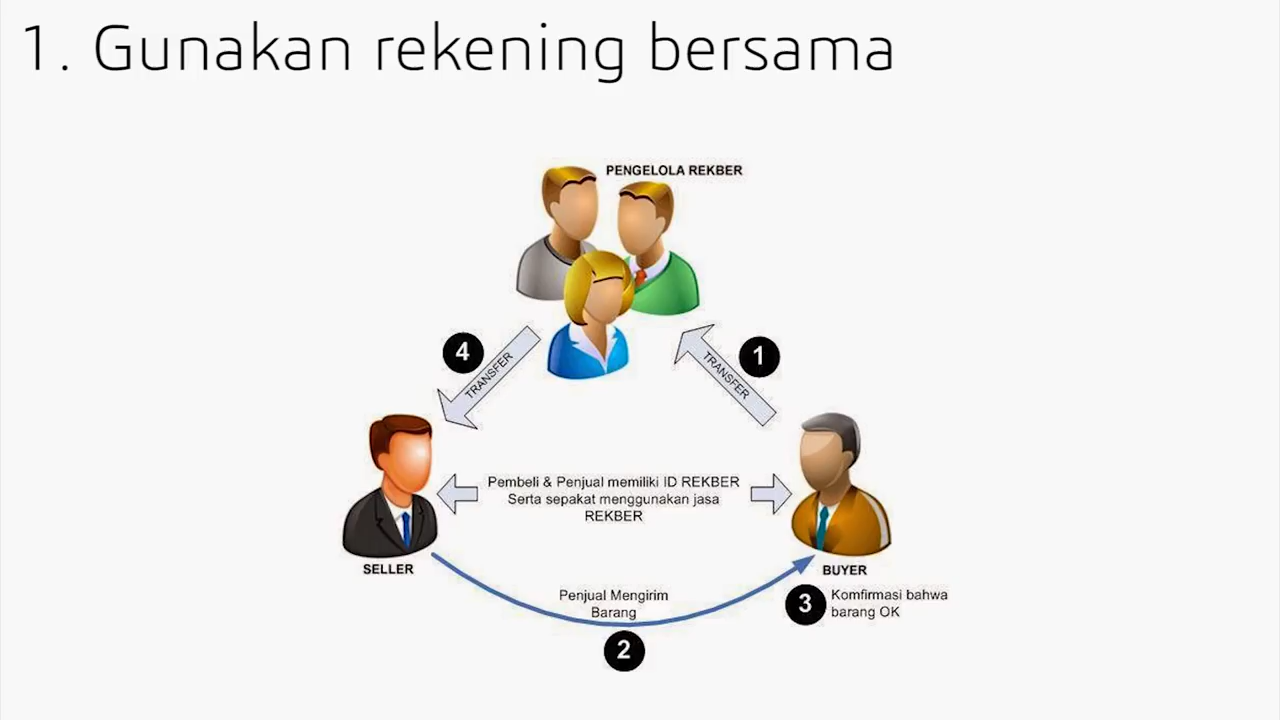 1. Gunakan rekening bersama
PENGELOLA REKBER
4
TRANSFER
1
TRANSFER
Pembeli & Penjual memiliki ID REKBER
Serta sepakat menggunakan jasa
REKBER
SELLER
BUYER
Penjual Mengirim
Barang
2
3
Komfirmasi bahwa
barang OK